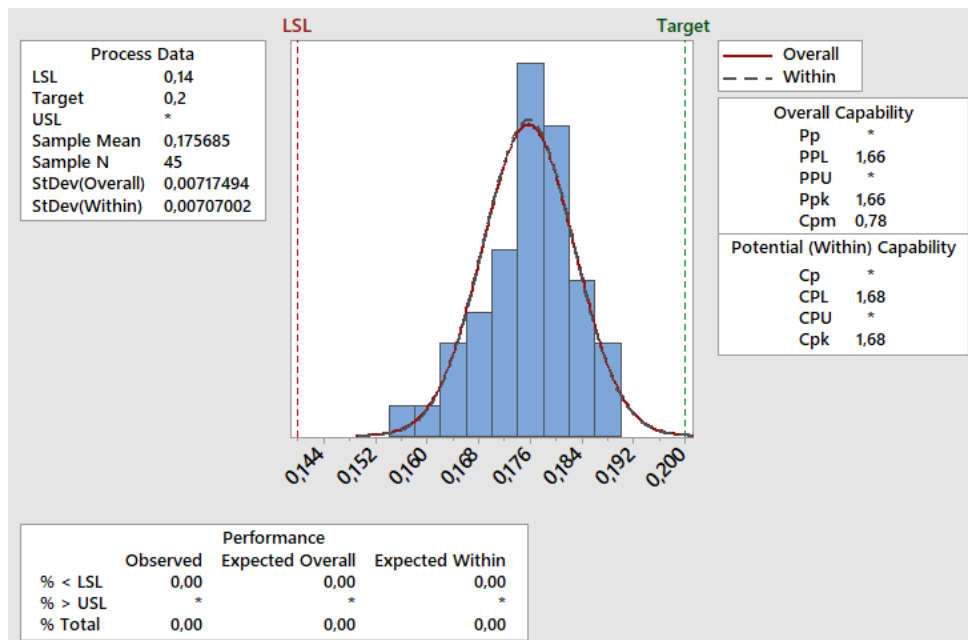 LSL
Target
Process Data
LSL 0,14
Target 0,2
USL *
Sample Mean 0,175685
Sample N 45
StDev(Overall) 0,00717494
StDev(Within) 0,00707002
Overall
Within
Overall Capability
Pp *
PPL 1,66
PPU *
Ppk 1,66
Cpm 0,78
Potential (Within) Capability
Cp *
CPL 1,68
CPU *
Cpk 1,68
0,144 0,152 0,160 0,168 0,176 0,184 0,192 0,200
Performance
Observed Expected Overall Expected Within
% < LSL 0,00 0,00 0,00
% > USL * * *
% Total 0,00 0,00 0,00